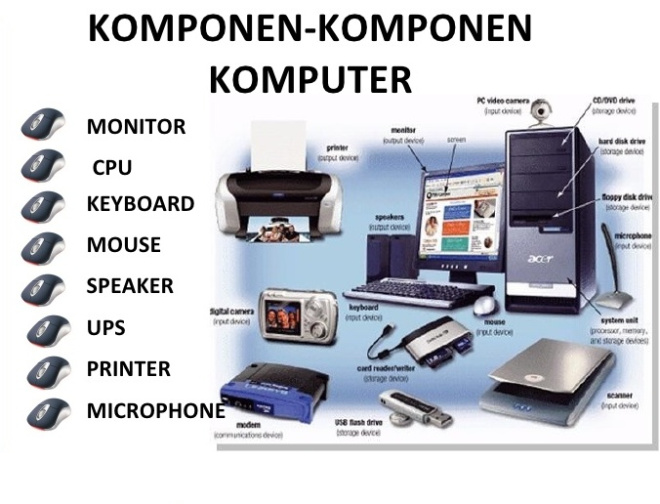 KOMPONEN-KOMPONEN
KOMPUTER
MONITOR
CPU
KEYBOARD
MOUSE
SPEAKER
UPS
PRINTER
MICROPHONE
PC video camera
(input device)
CD/DVD drive
(storage device)
monitor
(output device)
screen
hard disk drive
(storage device)
printer
(output device)
floppy disk drive
(storage device)
speakers
(output device)
microphone
(input device)
acer
digital camera
(input device)
keyboard
(input device)
mouse
(input device)
system unit
(processor, memory,
and storage devices)
card reader/writer
(storage device)
scanner
(input device)
modem
(communications device)
USB flash drive
(storage device)